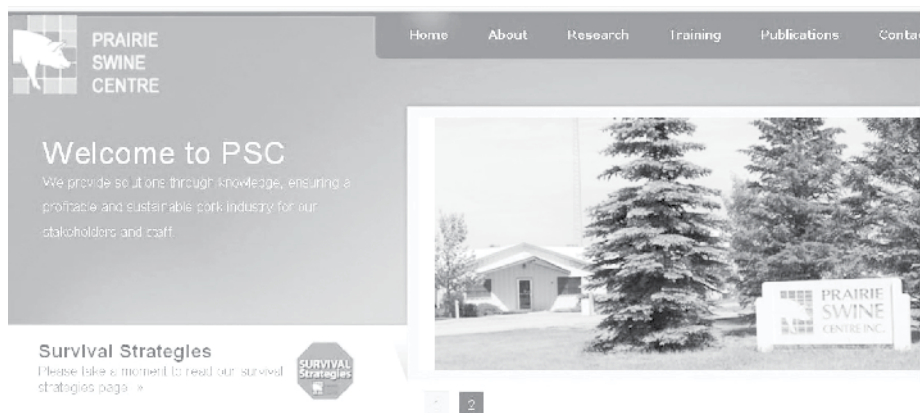 Home About Research Training Publications Contac
PRAIRIE
SWINE
CENTRE
Welcome to PSC
We provide solutions through knowledge, ensuring a
profitable and sustainable pork industry for our
stakeholders and staff
PRAIRIE
SWINE
CENTRE INC.
Survival Strategies
Please take a moment to read our survival
strategies page »
SURVIVAL
Strategies
1 2